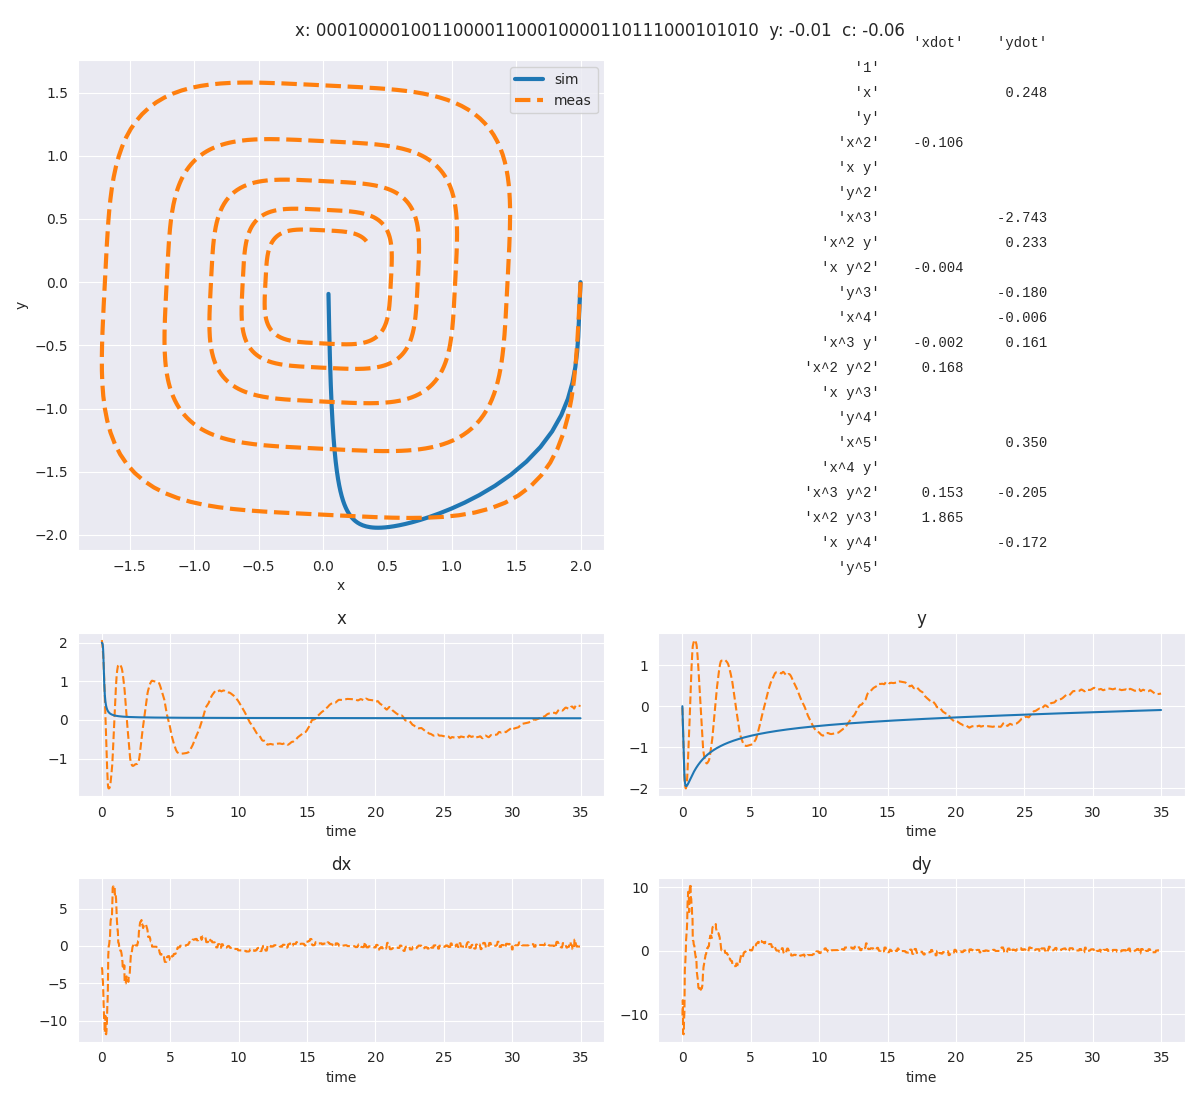 x: 000100001001100001100010000110111000101010  y: -0.01  c: -0.06
'xdot' 'ydot'
'1'
'x' 0.248
'y'
'x^2' -0.106
'x y'
'y^2'
'x^3' -2.743
'x^2 y' 0.233
'x y^2' -0.004
'y^3' -0.180
'x^4' -0.006
'x^3 y' -0.002 0.161
'x^2 y^2' 0.168
'x y^3'
'y^4'
'x^5' 0.350
'x^4 y'
'x^3 y^2' 0.153 -0.205
'x^2 y^3' 1.865
'x y^4' -0.172
'y^5'
sim
meas
1.5
1.0
0.5
0.0
−0.5
−1.0
−1.5
−2.0
y
−1.5 −1.0 −0.5 0.0 0.5 1.0 1.5 2.0
x
x
2
1
0
−1
0 5 10 15 20 25 30 35
time
y
1
0
−1
−2
0 5 10 15 20 25 30 35
time
dx
5
0
−5
−10
0 5 10 15 20 25 30 35
time
dy
10
0
−10
0 5 10 15 20 25 30 35
time